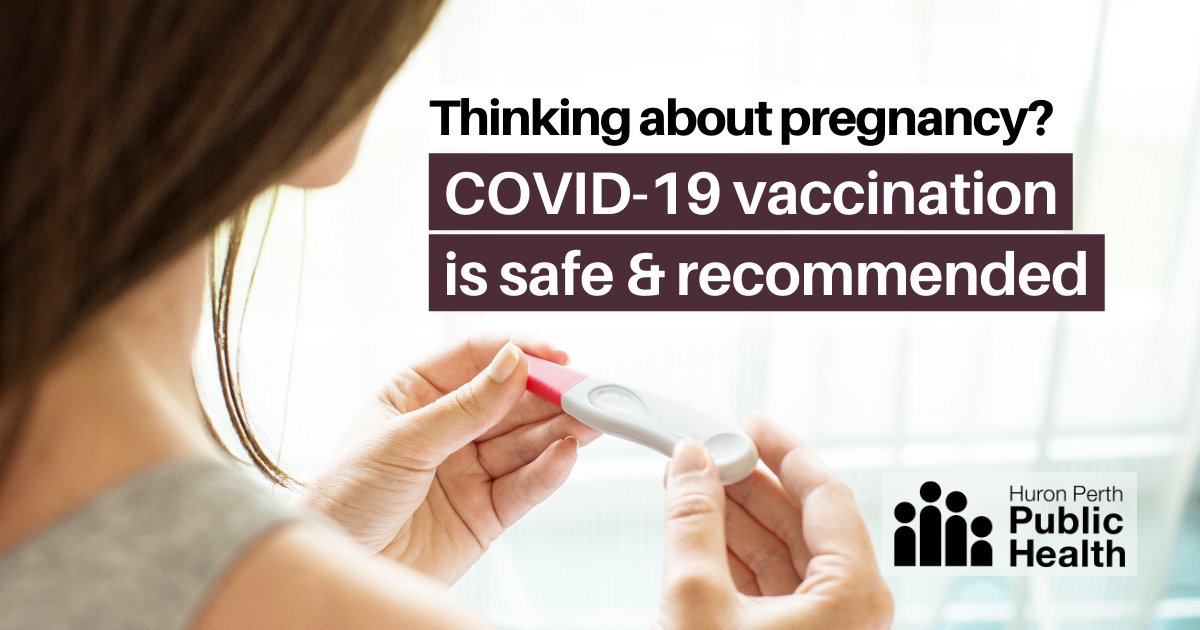 Thinking about pregnancy?
COVID-19 vaccination
is safe & recommended
Huron Perth
Public
Health